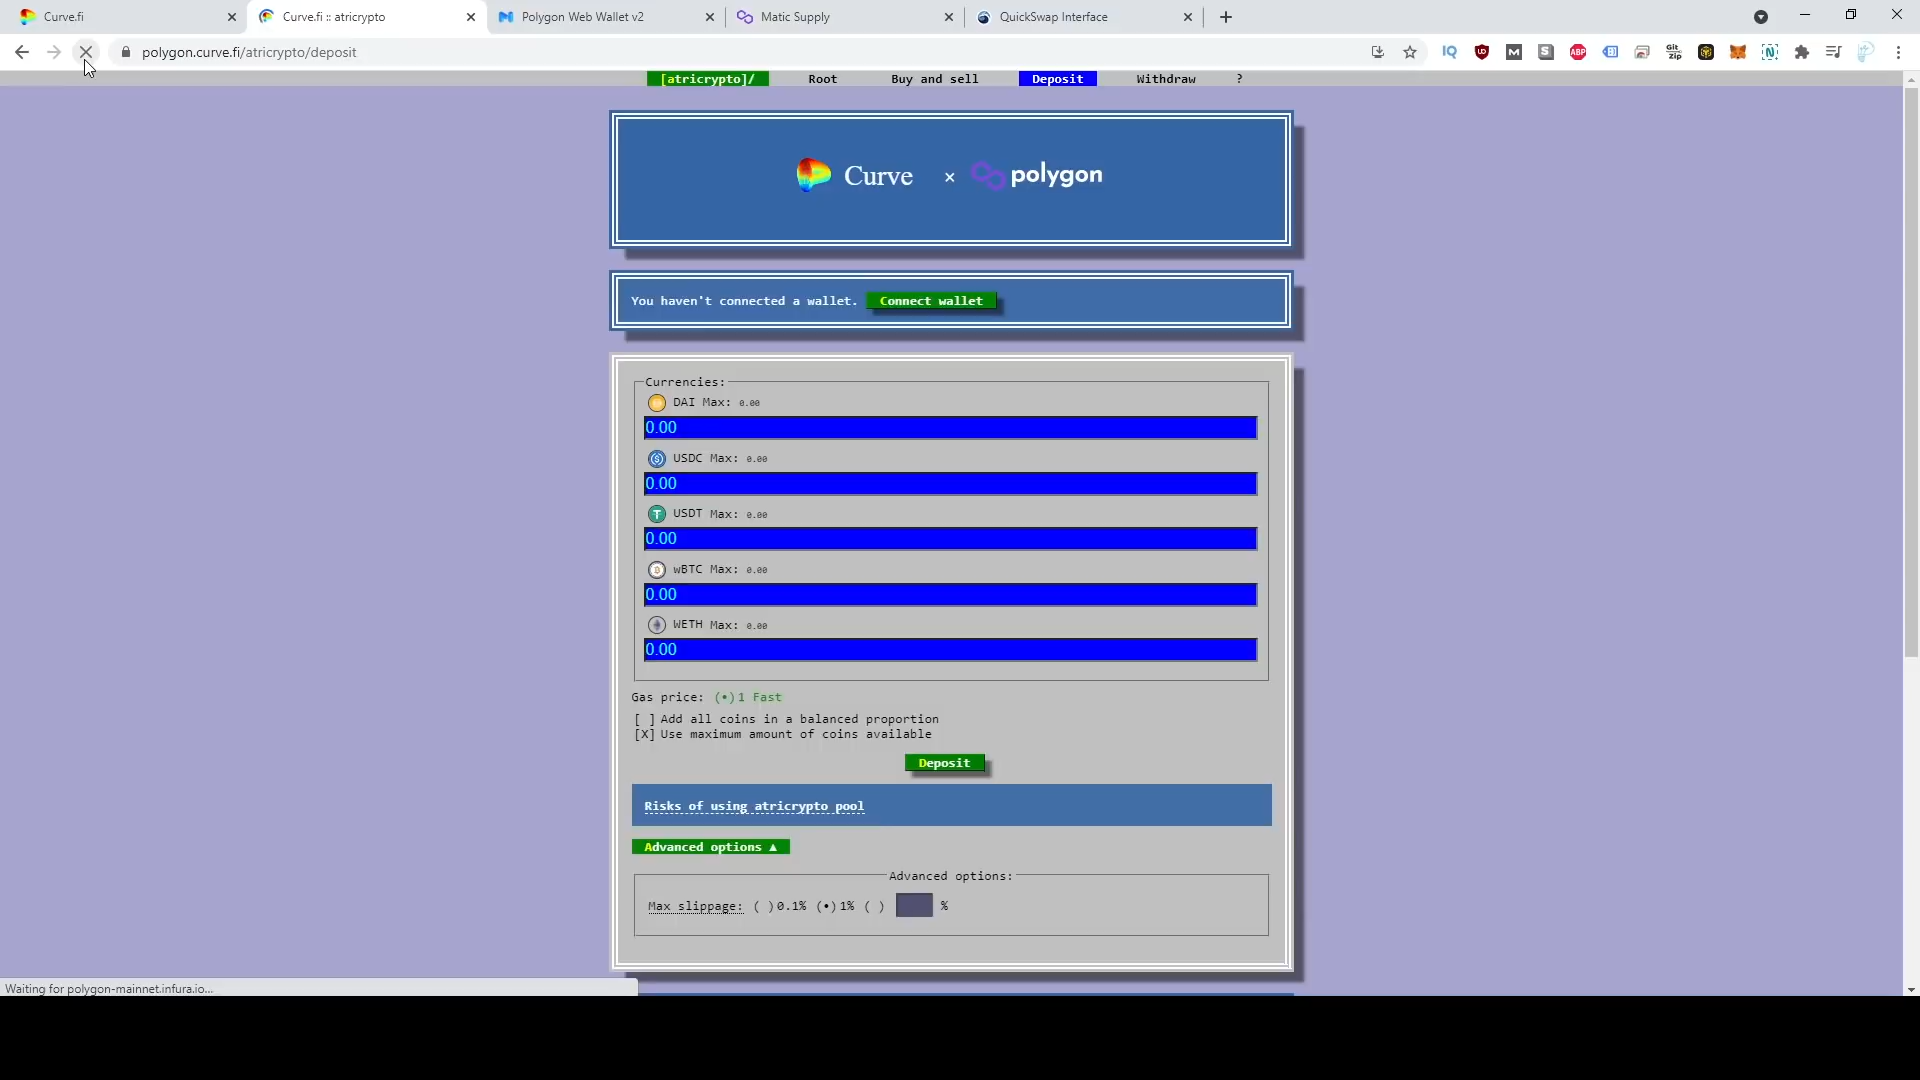 Curve.fi
Curve.fi :: atricrypto
Polygon Web Wallet v2
Matic Supply
QuickSwap Interface
polygon.curve.fi/atricrypto/deposit
[atricrypto]/ Root Buy and sell Deposit Withdraw ?
Curve × polygon
You haven't connected a wallet. Connect wallet
Currencies:
DAI Max: 0.00
0.00
USDC Max: 0.00
0.00
USDT Max: 0.00
0.00
wBTC Max: 0.00
0.00
WETH Max: 0.00
0.00
Gas price: (•)1 Fast
[ ] Add all coins in a balanced proportion
[X] Use maximum amount of coins available
Deposit
Risks of using atricrypto pool
Advanced options ▲
Advanced options:
Max slippage: ( )0.1% (•)1% ( ) %
Waiting for polygon-mainnet.infura.io...